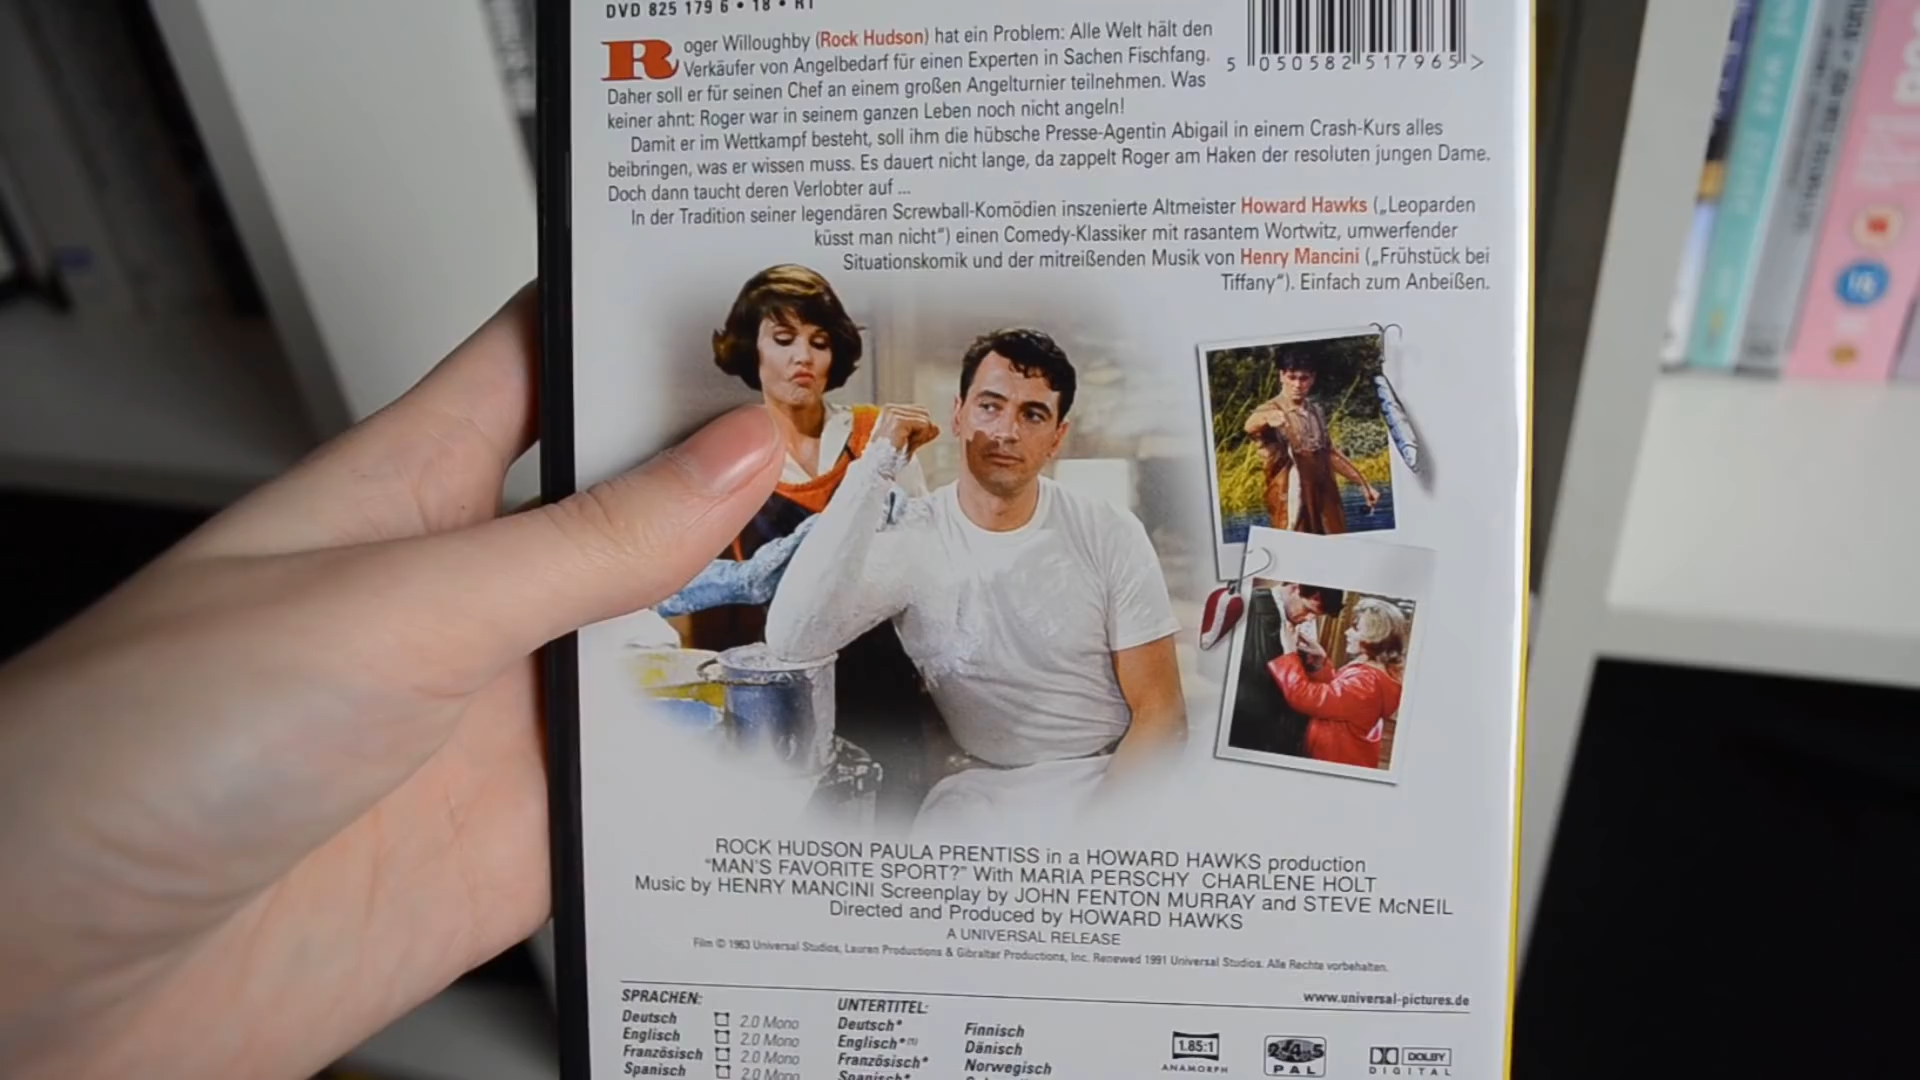 DVD 825 179 6 • 18 • RT
Roger Willoughby (Rock Hudson) hat ein Problem: Alle Welt hält den
Verkäufer von Angelbedarf für einen Experten in Sachen Fischfang.
Daher soll er für seinen Chef an einem großen Angelturnier teilnehmen. Was
keiner ahnt: Roger war in seinem ganzen Leben noch nicht angeln!
Damit er im Wettkampf besteht, soll ihm die hübsche Presse-Agentin Abigail in einem Crash-Kurs alles
beibringen, was er wissen muss. Es dauert nicht lange, da zappelt Roger am Haken der resoluten jungen Dame.
Doch dann taucht deren Verlobter auf ...
In der Tradition seiner legendären Screwball-Komödien inszenierte Altmeister Howard Hawks („Leoparden
küsst man nicht“) einen Comedy-Klassiker mit rasantem Wortwitz, umwerfender
Situationskomik und der mitreißenden Musik von Henry Mancini („Frühstück bei
Tiffany“). Einfach zum Anbeißen.
5 050582 517965 >
ROCK HUDSON PAULA PRENTISS in a HOWARD HAWKS production
"MAN'S FAVORITE SPORT?" With MARIA PERSCHY CHARLENE HOLT
Music by HENRY MANCINI Screenplay by JOHN FENTON MURRAY and STEVE McNEIL
Directed and Produced by HOWARD HAWKS
A UNIVERSAL RELEASE
Film © 1963 Universal Studios, Lauren Productions & Gibraltar Productions, Inc. Renewed 1991 Universal Studios. Alle Rechte vorbehalten.
www.universal-pictures.de
SPRACHEN:
Deutsch 2.0 Mono
Englisch 2.0 Mono
Französisch 2.0 Mono
Spanisch 2.0 Mono
UNTERTITEL:
Deutsch*
Englisch*
Französisch*
Spanisch*
Finnisch
Dänisch
Norwegisch
1.85:1
ANAMORPH
2-4-5
PAL
DOLBY
DIGITAL